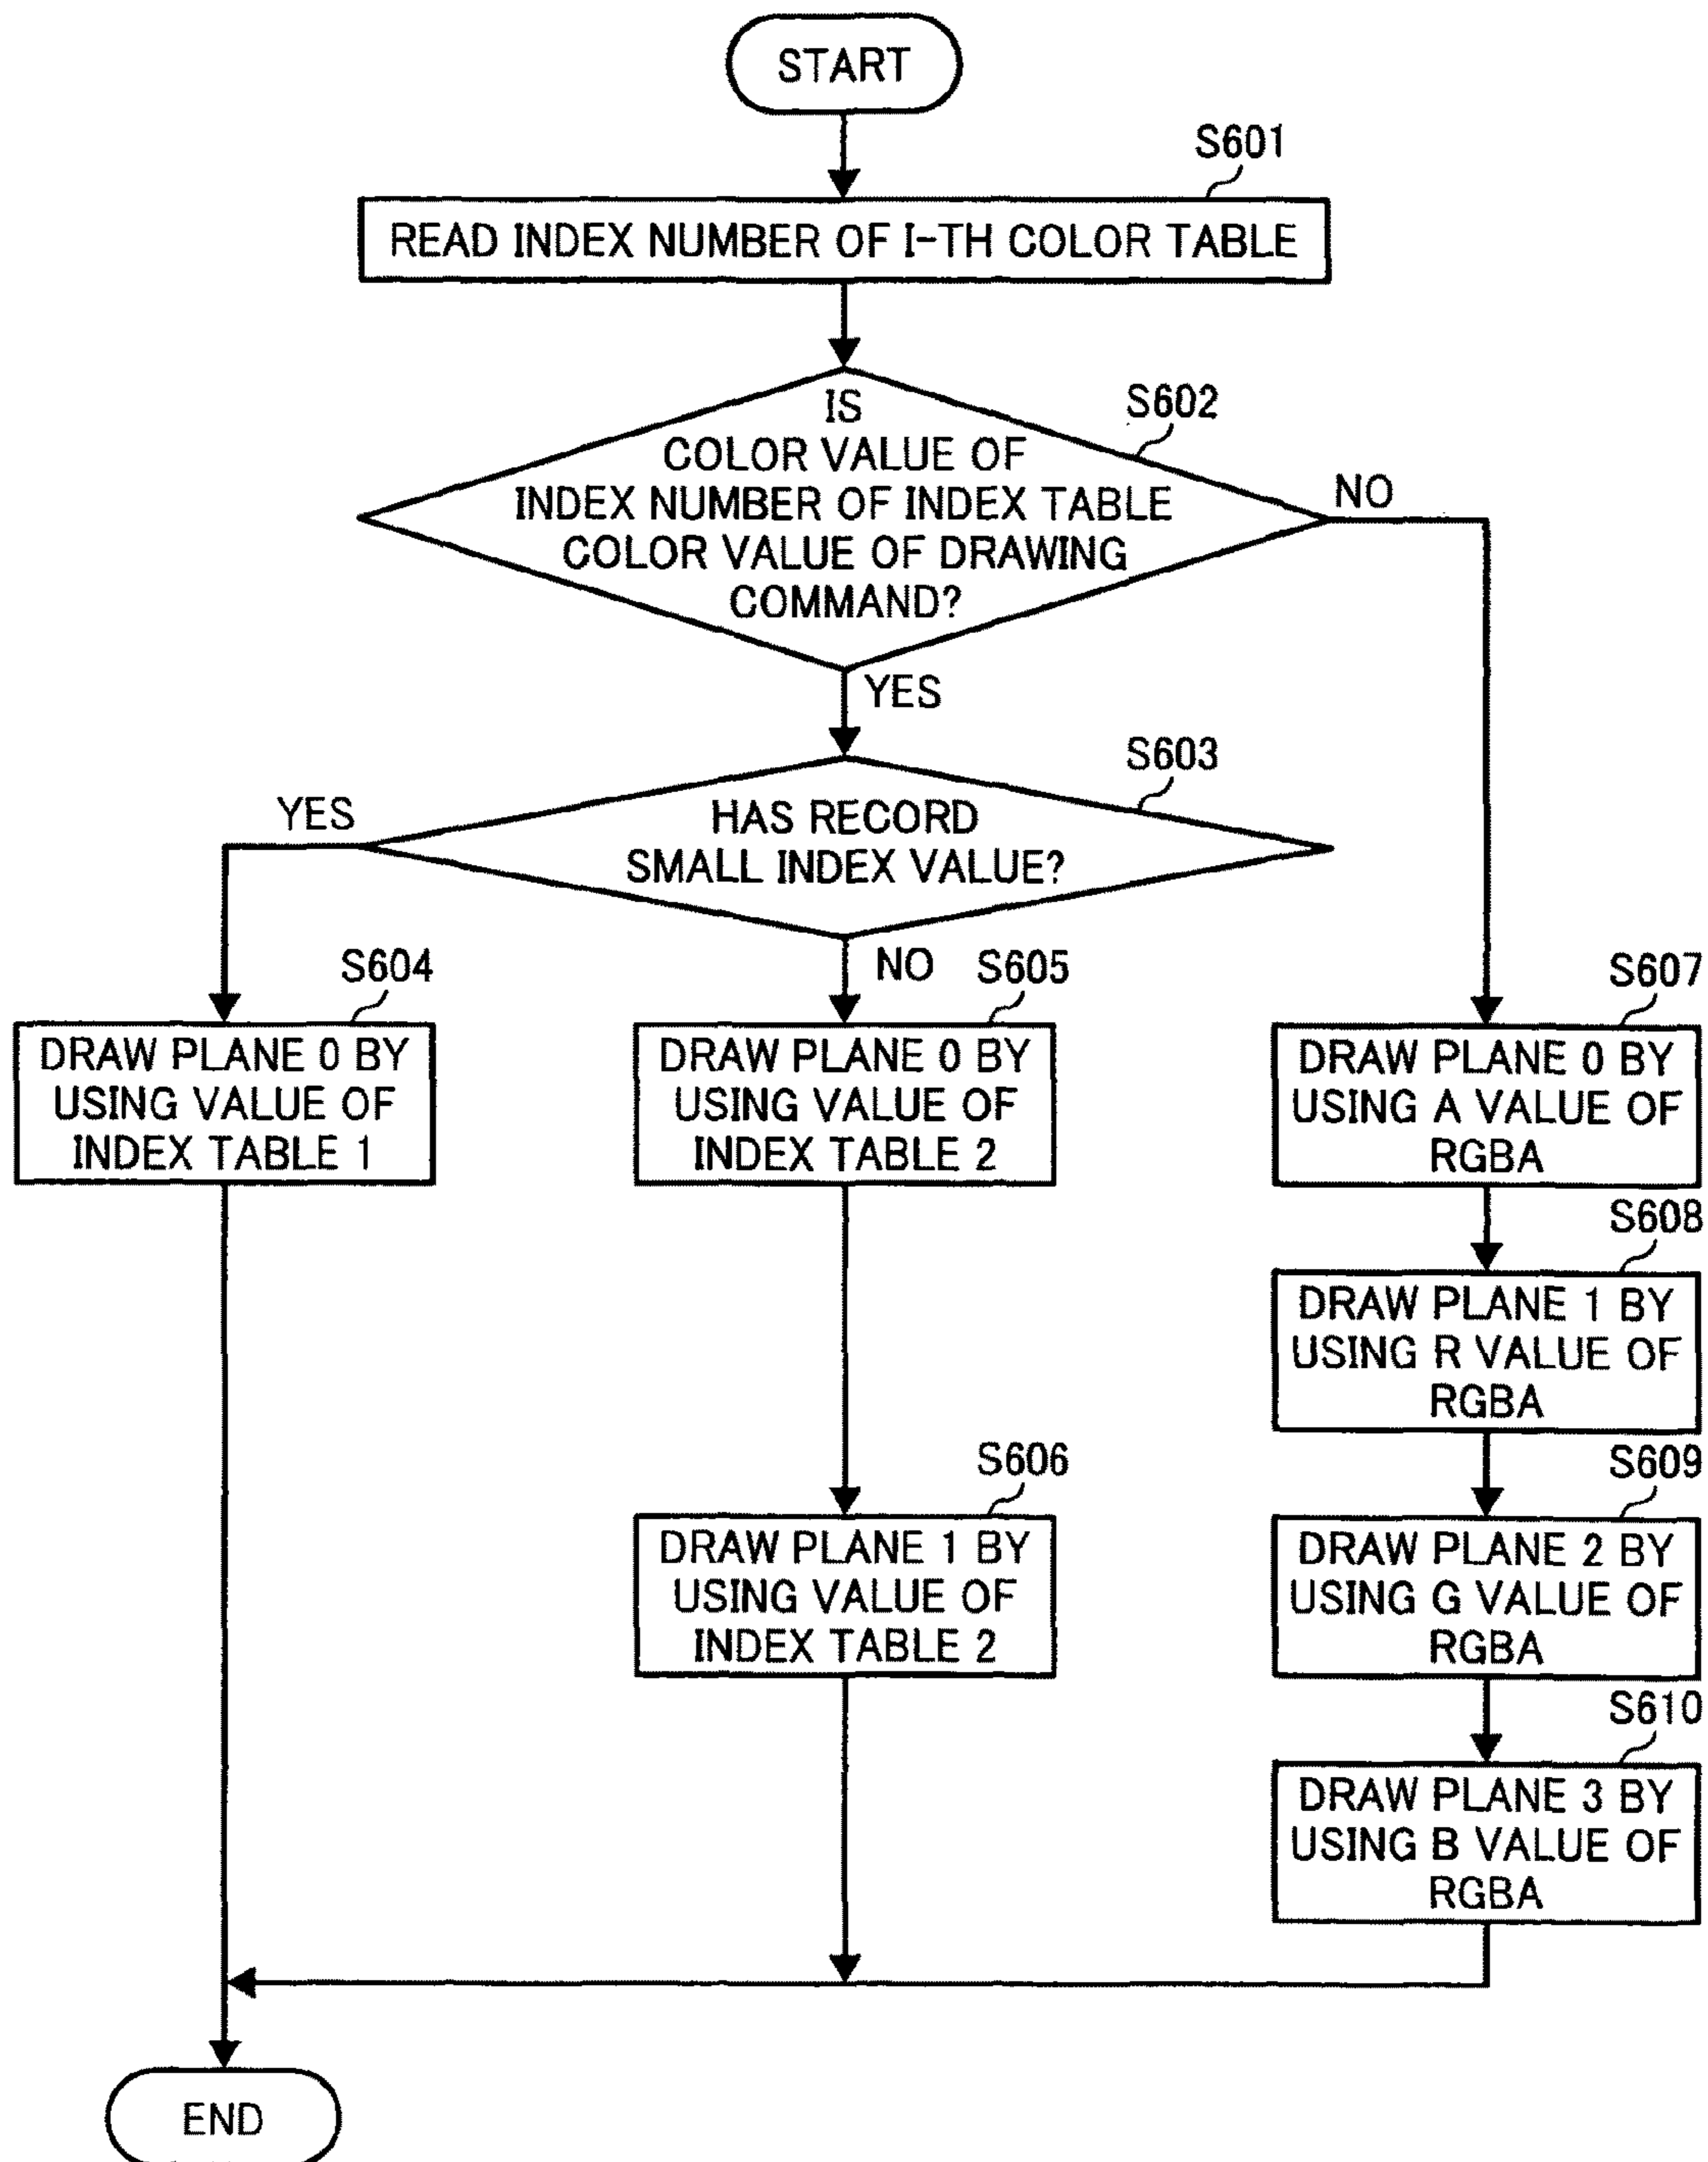 START
S601
READ INDEX NUMBER OF I-TH COLOR TABLE
S602
IS
COLOR VALUE OF
INDEX NUMBER OF INDEX TABLE
COLOR VALUE OF DRAWING
COMMAND?
NO
YES
S603
HAS RECORD
SMALL INDEX VALUE?
YES
NO
S604
DRAW PLANE 0 BY
USING VALUE OF
INDEX TABLE 1
S605
DRAW PLANE 0 BY
USING VALUE OF
INDEX TABLE 2
S606
DRAW PLANE 1 BY
USING VALUE OF
INDEX TABLE 2
S607
DRAW PLANE 0 BY
USING A VALUE OF
RGBA
S608
DRAW PLANE 1 BY
USING R VALUE OF
RGBA
S609
DRAW PLANE 2 BY
USING G VALUE OF
RGBA
S610
DRAW PLANE 3 BY
USING B VALUE OF
RGBA
END